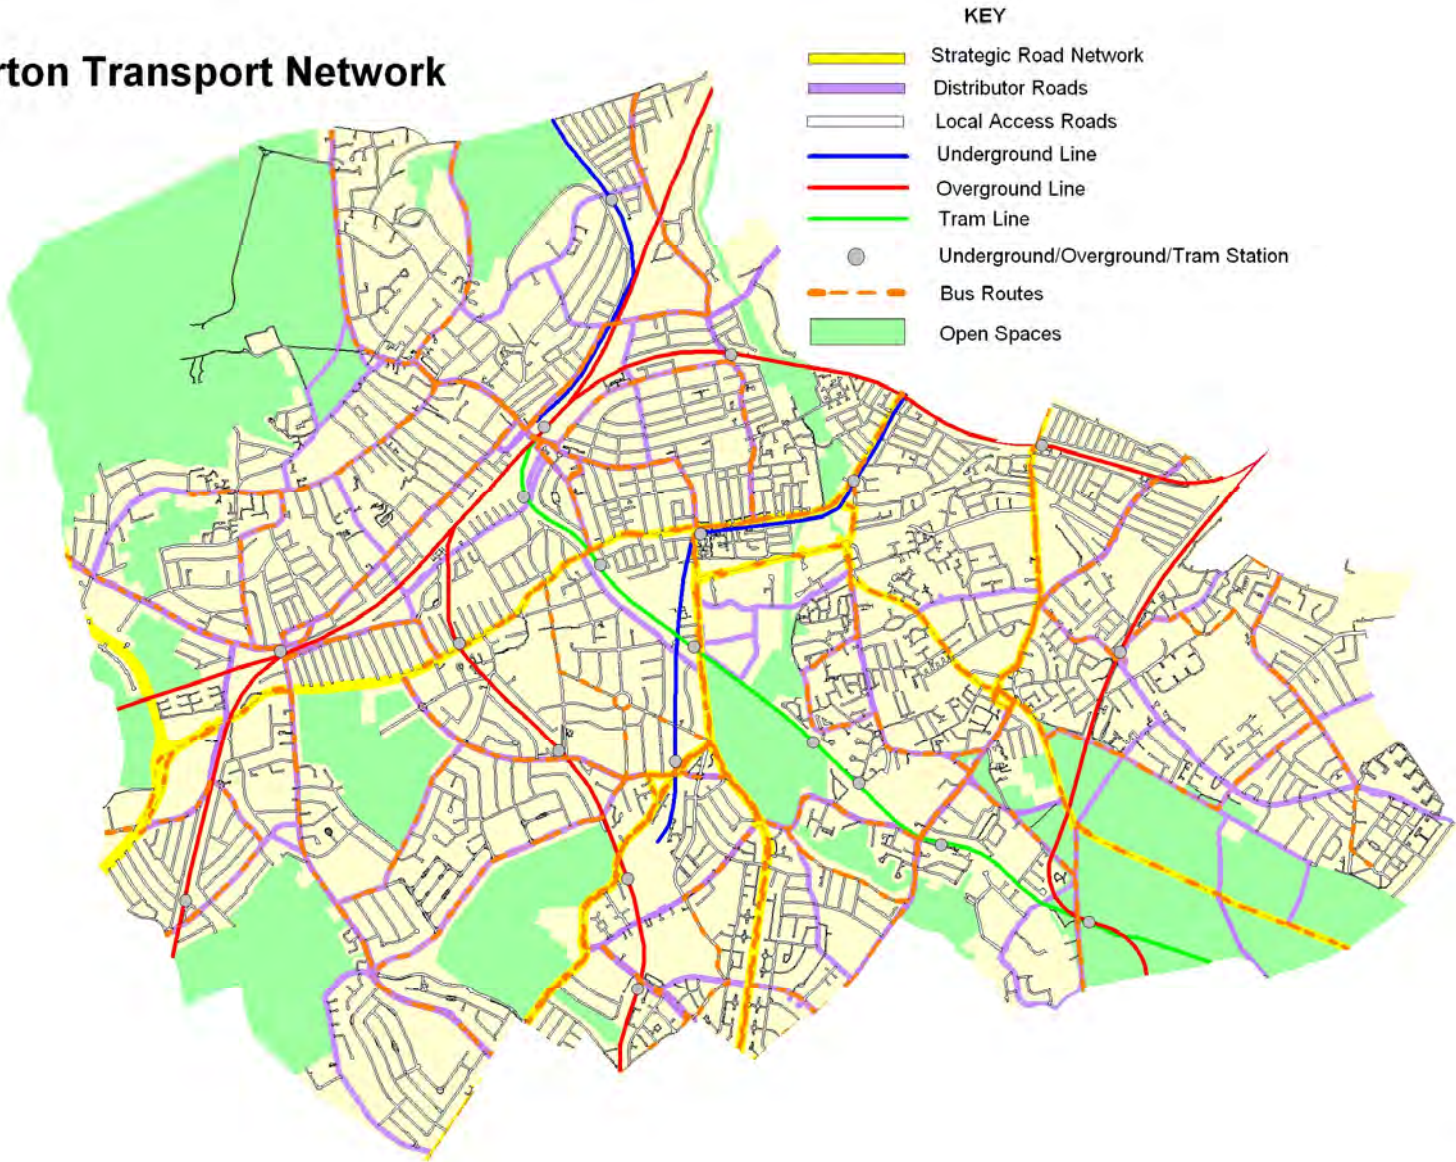 rton Transport Network
KEY
Strategic Road Network
Distributor Roads
Local Access Roads
Underground Line
Overground Line
Tram Line
Underground/Overground/Tram Station
Bus Routes
Open Spaces